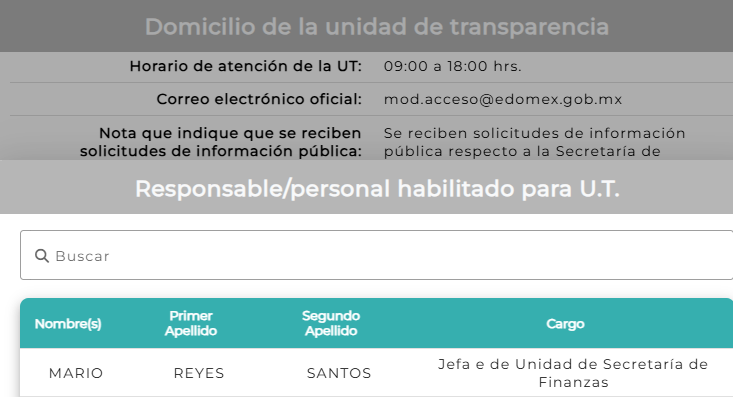 Domicilio de la unidad de transparencia
Horario de atención de la UT: 09:00 a 18:00 hrs.
Correo electrónico oficial: mod.acceso@edomex.gob.mx
Nota que indique que se reciben Se reciben solicitudes de información
solicitudes de información pública: pública respecto a la Secretaría de
Responsable/personal habilitado para U.T.
Buscar
Nombre(s) Primer Apellido Segundo Apellido Cargo
MARIO REYES SANTOS Jefa e de Unidad de Secretaría de
Finanzas